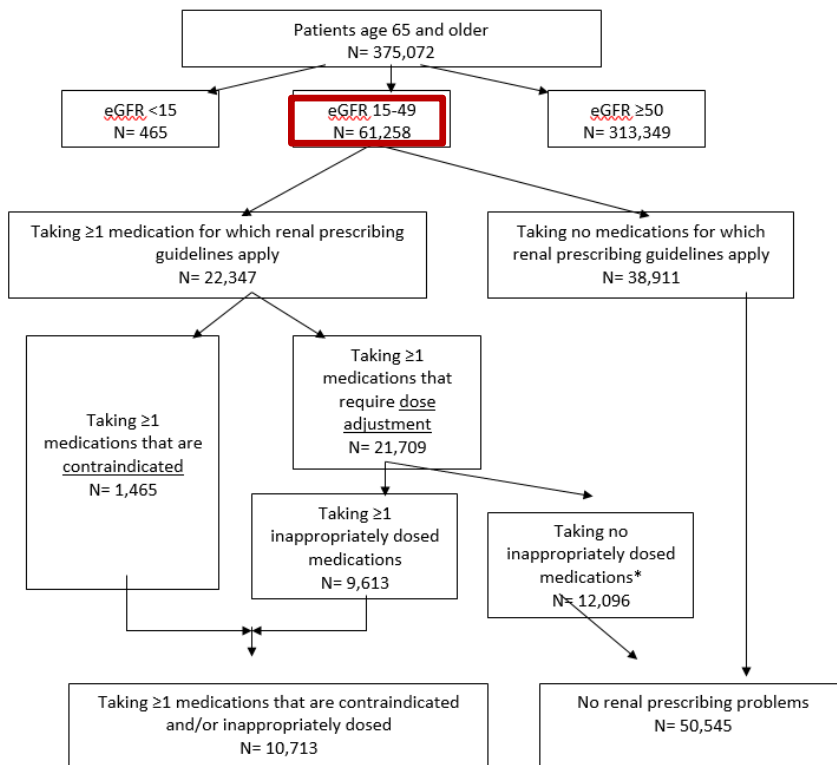 Patients age 65 and older
N= 375,072
eGFR <15
N= 465
eGFR 15-49
N= 61,258
eGFR ≥50
N= 313,349
Taking ≥1 medication for which renal prescribing
guidelines apply
N= 22,347
Taking no medications for which
renal prescribing guidelines apply
N= 38,911
Taking ≥1
medications that are
contraindicated
N= 1,465
Taking ≥1
medications that
require dose
adjustment
N= 21,709
Taking ≥1
inappropriately dosed
medications
N= 9,613
Taking no
inappropriately dosed
medications*
N= 12,096
Taking ≥1 medications that are contraindicated
and/or inappropriately dosed
N= 10,713
No renal prescribing problems
N= 50,545